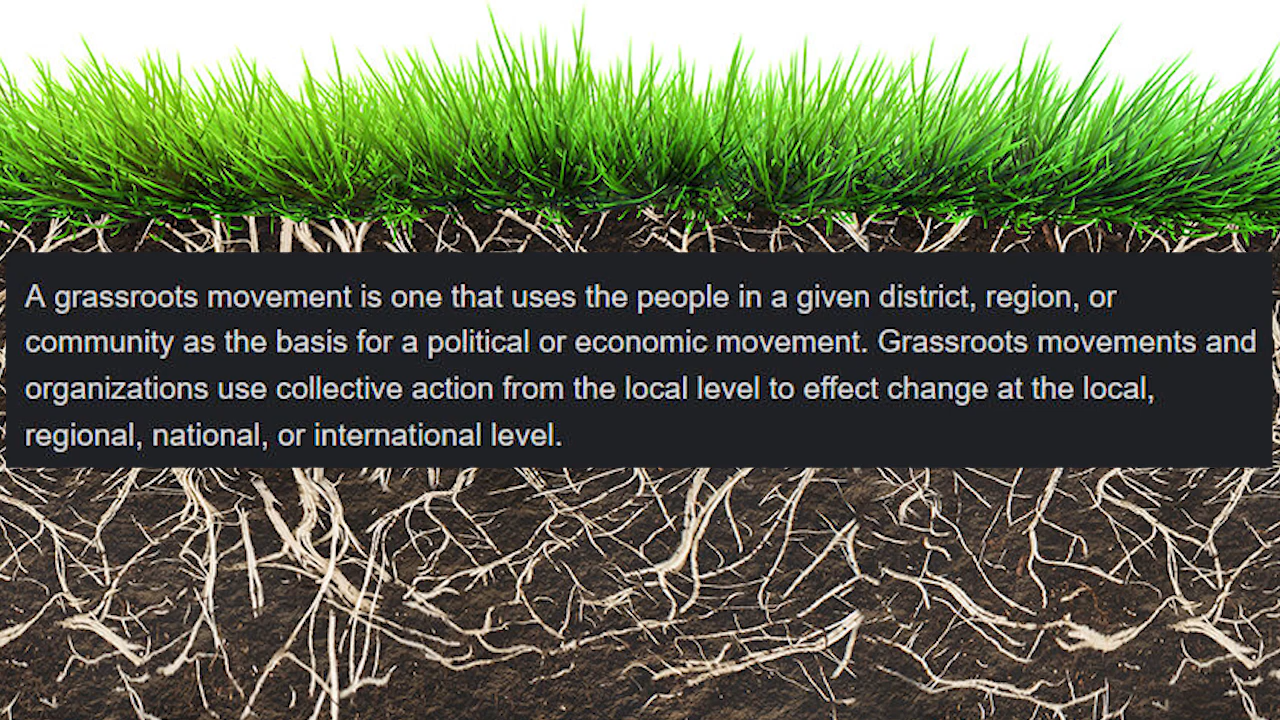 A grassroots movement is one that uses the people in a given district, region, or
community as the basis for a political or economic movement. Grassroots movements and
organizations use collective action from the local level to effect change at the local,
regional, national, or international level.